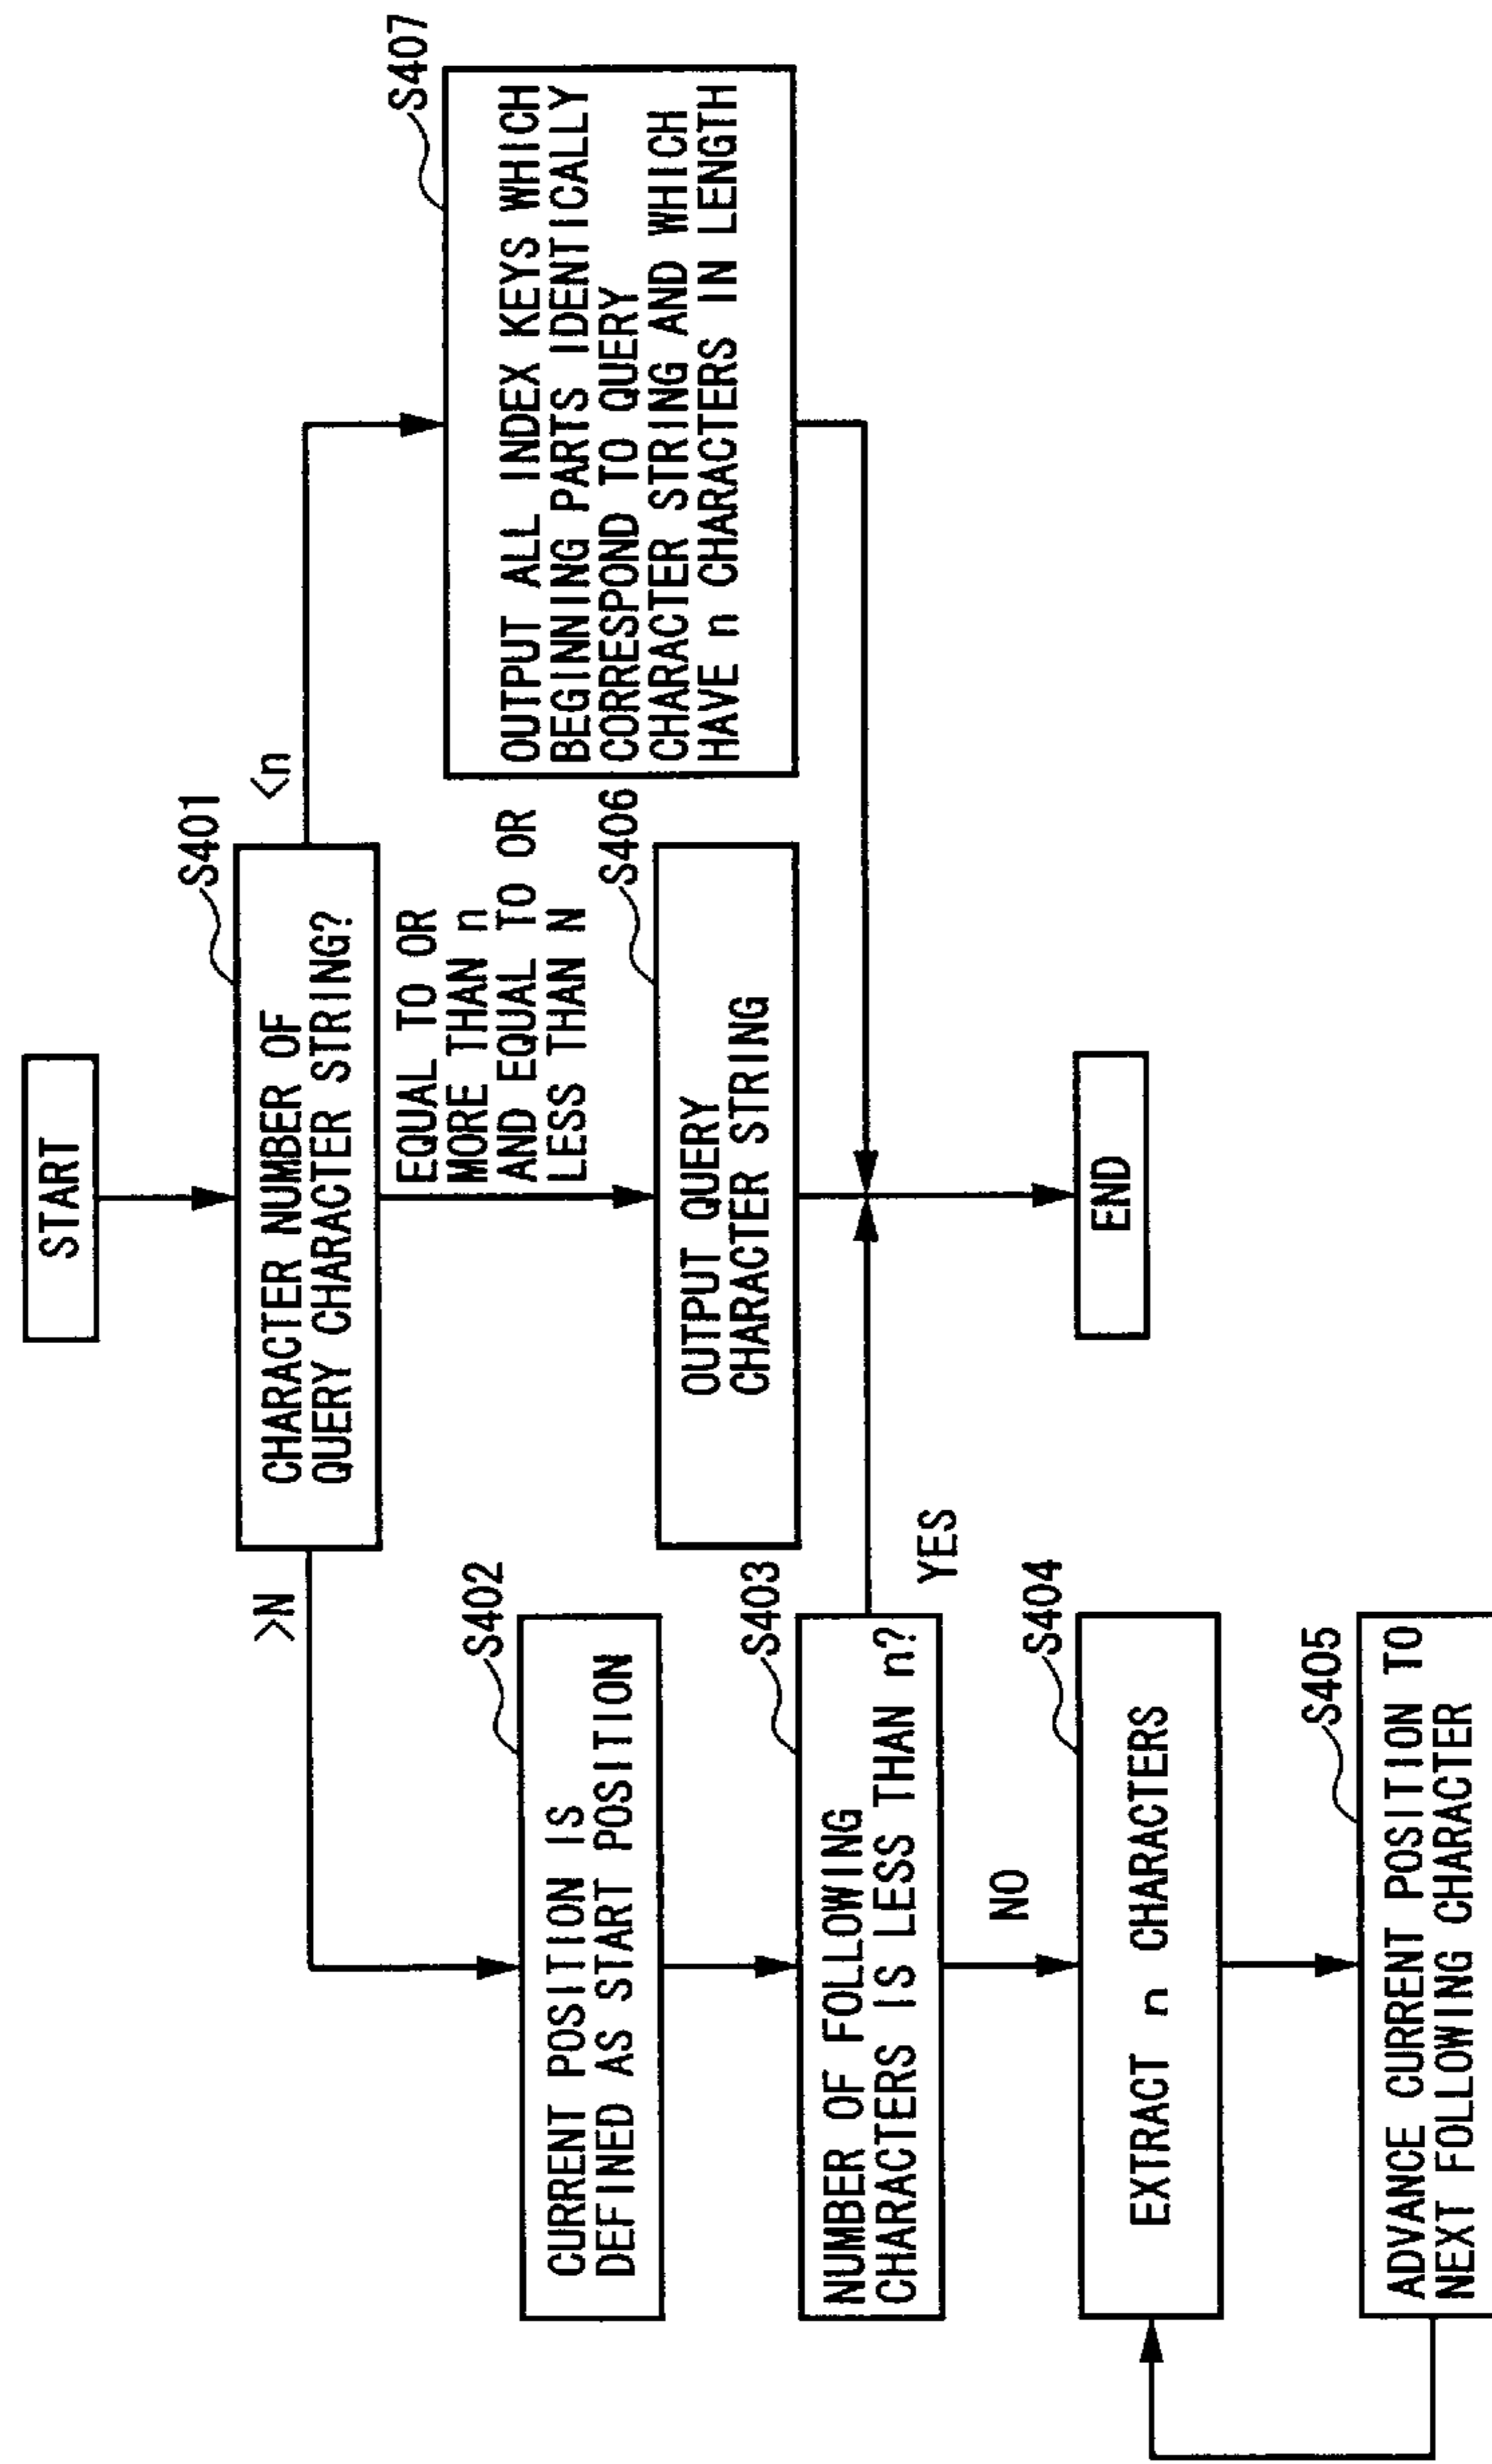 START
S401
CHARACTER NUMBER OF
QUERY CHARACTER STRING?
>N
<n
EQUAL TO OR
MORE THAN n
AND EQUAL TO OR
LESS THAN N
S402
CURRENT POSITION IS
DEFINED AS START POSITION
S406
OUTPUT QUERY
CHARACTER STRING
S407
OUTPUT ALL INDEX KEYS WHICH
BEGINNING PARTS IDENTICALLY
CORRESPOND TO QUERY
CHARACTER STRING AND WHICH
HAVE n CHARACTERS IN LENGTH
S403
NUMBER OF FOLLOWING
CHARACTERS IS LESS THAN n?
YES
NO
S404
EXTRACT n CHARACTERS
END
S405
ADVANCE CURRENT POSITION TO
NEXT FOLLOWING CHARACTER